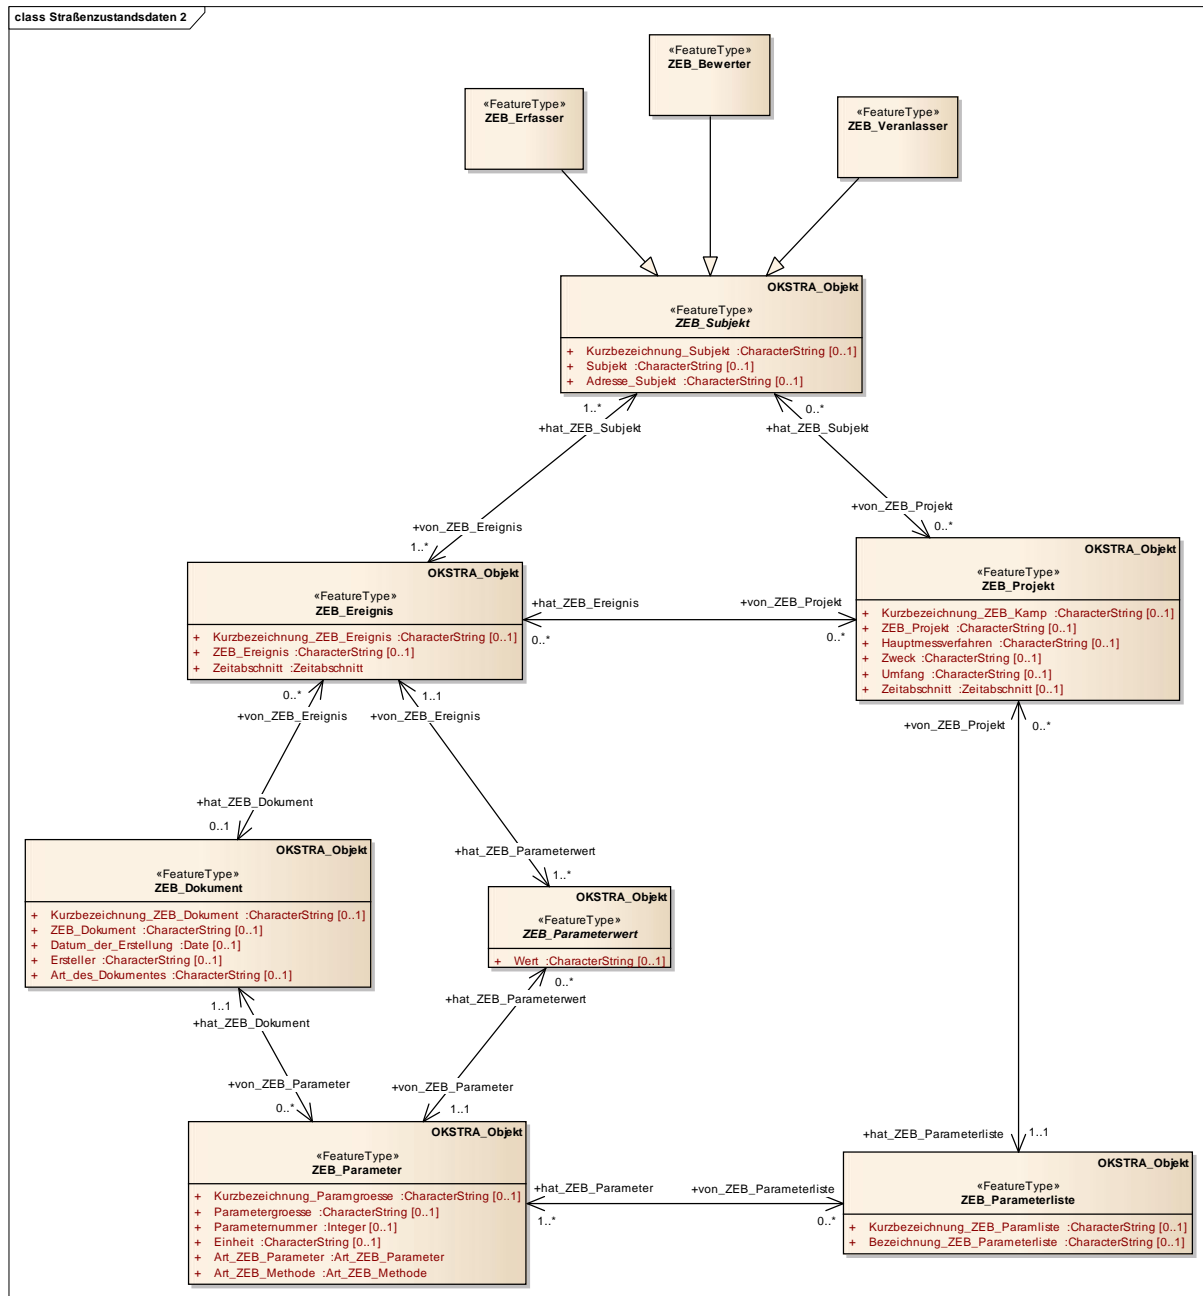 class Straßenzustandsdaten 2
«FeatureType»
ZEB_Bewerter
«FeatureType»
ZEB_Erfasser
«FeatureType»
ZEB_Veranlasser
OKSTRA_Objekt
«FeatureType»
ZEB_Subjekt
+ Kurzbezeichnung_Subjekt :CharacterString [0..1]
+ Subjekt :CharacterString [0..1]
+ Adresse_Subjekt :CharacterString [0..1]
1..*
+hat_ZEB_Subjekt
0..*
+hat_ZEB_Subjekt
+von_ZEB_Ereignis
1..*
+von_ZEB_Projekt
0..*
OKSTRA_Objekt
«FeatureType»
ZEB_Ereignis
+ Kurzbezeichnung_ZEB_Ereignis :CharacterString [0..1]
+ ZEB_Ereignis :CharacterString [0..1]
+ Zeitabschnitt :Zeitabschnitt
+hat_ZEB_Ereignis
0..*
+von_ZEB_Projekt
0..*
OKSTRA_Objekt
«FeatureType»
ZEB_Projekt
+ Kurzbezeichnung_ZEB_Kamp :CharacterString [0..1]
+ ZEB_Projekt :CharacterString [0..1]
+ Hauptmessverfahren :CharacterString [0..1]
+ Zweck :CharacterString [0..1]
+ Umfang :CharacterString [0..1]
+ Zeitabschnitt :Zeitabschnitt [0..1]
0..*
+von_ZEB_Ereignis
1..1
+von_ZEB_Ereignis
+von_ZEB_Projekt
0..*
+hat_ZEB_Dokument
0..1
+hat_ZEB_Parameterwert
1..*
OKSTRA_Objekt
«FeatureType»
ZEB_Dokument
+ Kurzbezeichnung_ZEB_Dokument :CharacterString [0..1]
+ ZEB_Dokument :CharacterString [0..1]
+ Datum_der_Erstellung :Date [0..1]
+ Ersteller :CharacterString [0..1]
+ Art_des_Dokumentes :CharacterString [0..1]
OKSTRA_Objekt
«FeatureType»
ZEB_Parameterwert
+ Wert :CharacterString [0..1]
1..1
+hat_ZEB_Dokument
0..*
+hat_ZEB_Parameterwert
+von_ZEB_Parameter
0..*
+von_ZEB_Parameter
1..1
+hat_ZEB_Parameterliste
1..1
OKSTRA_Objekt
«FeatureType»
ZEB_Parameter
+ Kurzbezeichnung_Paramgroesse :CharacterString [0..1]
+ Parametergroesse :CharacterString [0..1]
+ Parameternummer :Integer [0..1]
+ Einheit :CharacterString [0..1]
+ Art_ZEB_Parameter :Art_ZEB_Parameter
+ Art_ZEB_Methode :Art_ZEB_Methode
+hat_ZEB_Parameter
1..*
+von_ZEB_Parameterliste
0..*
OKSTRA_Objekt
«FeatureType»
ZEB_Parameterliste
+ Kurzbezeichnung_ZEB_Paramliste :CharacterString [0..1]
+ Bezeichnung_ZEB_Parameterliste :CharacterString [0..1]